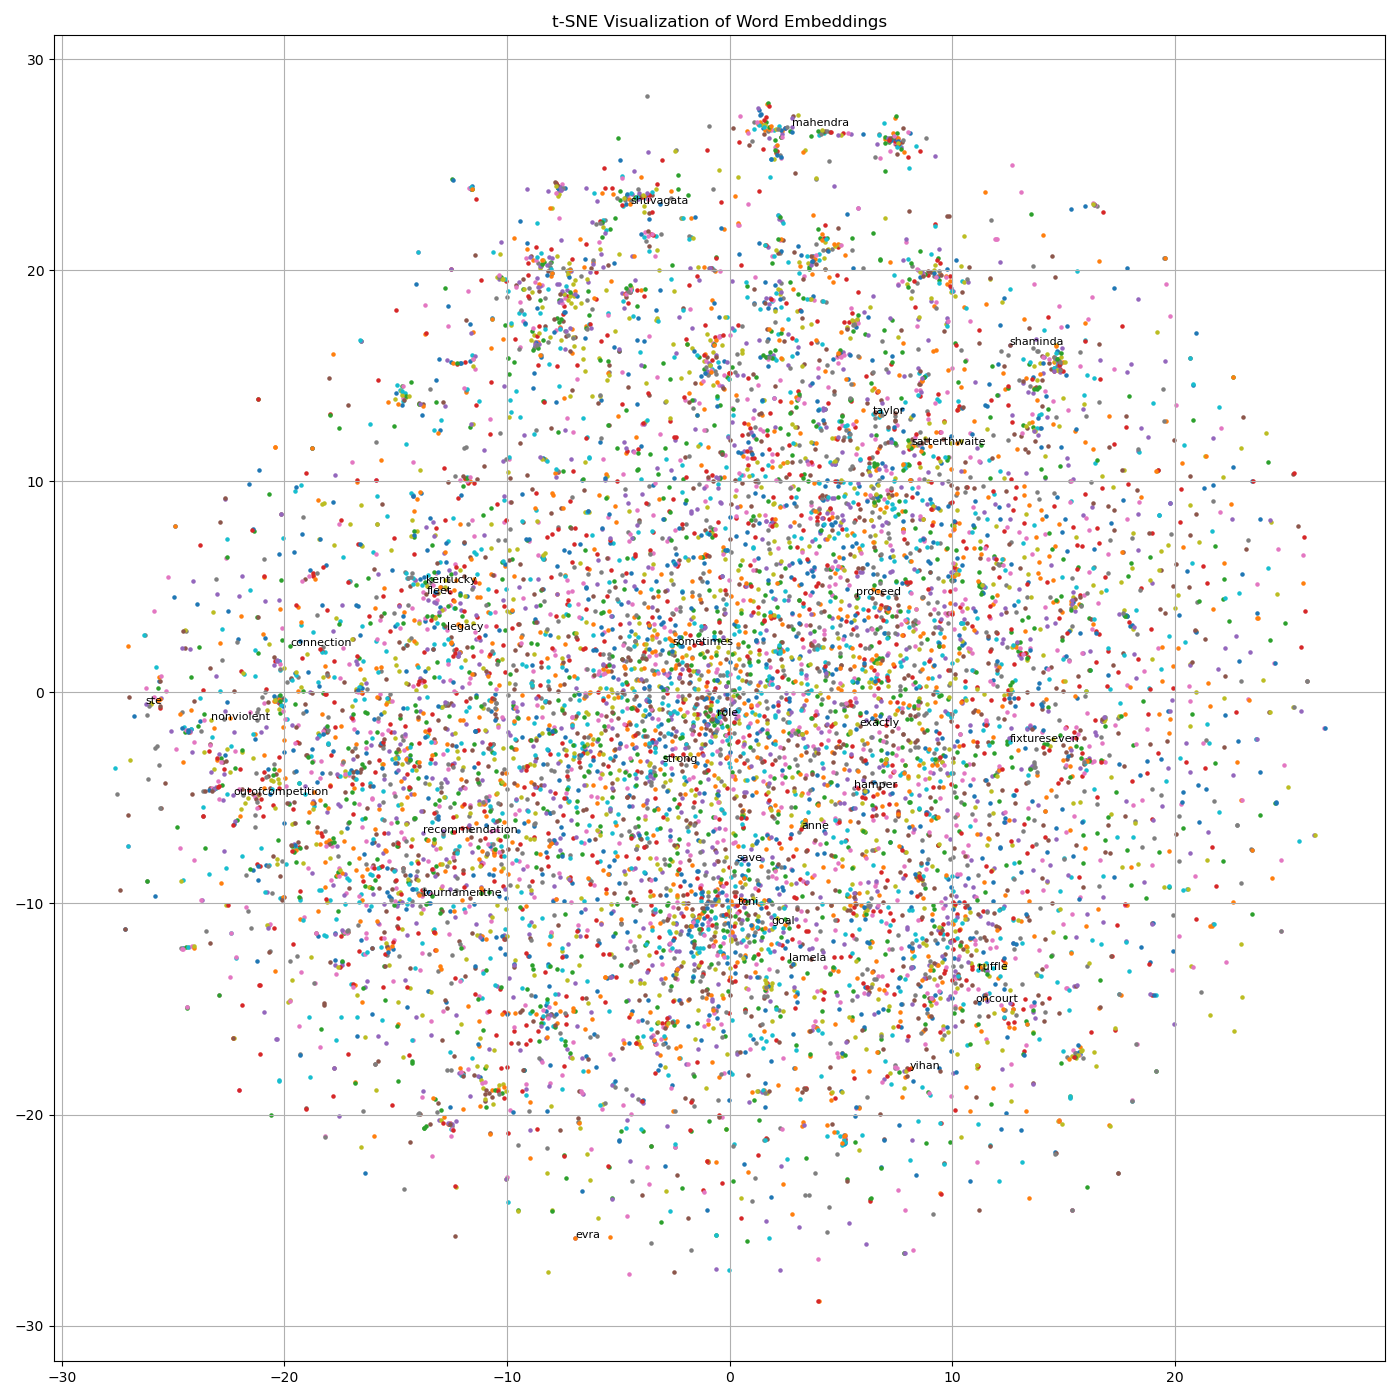 t-SNE Visualization of Word Embeddings
30
mahendra
shuvagata
20
shaminda
taylor
satterthwaite
10
kentucky
fleet
proceed
legacy
connection
sometimes
0
ste
role
nonviolent
exactly
fixtureseven
strong
hamper
outofcompetition
anne
recommendation
save
tournamenthe
−10
toni
goal
lamela
ruffle
oncourt
vihan
−20
evra
−30
−30
−20
−10
0
10
20